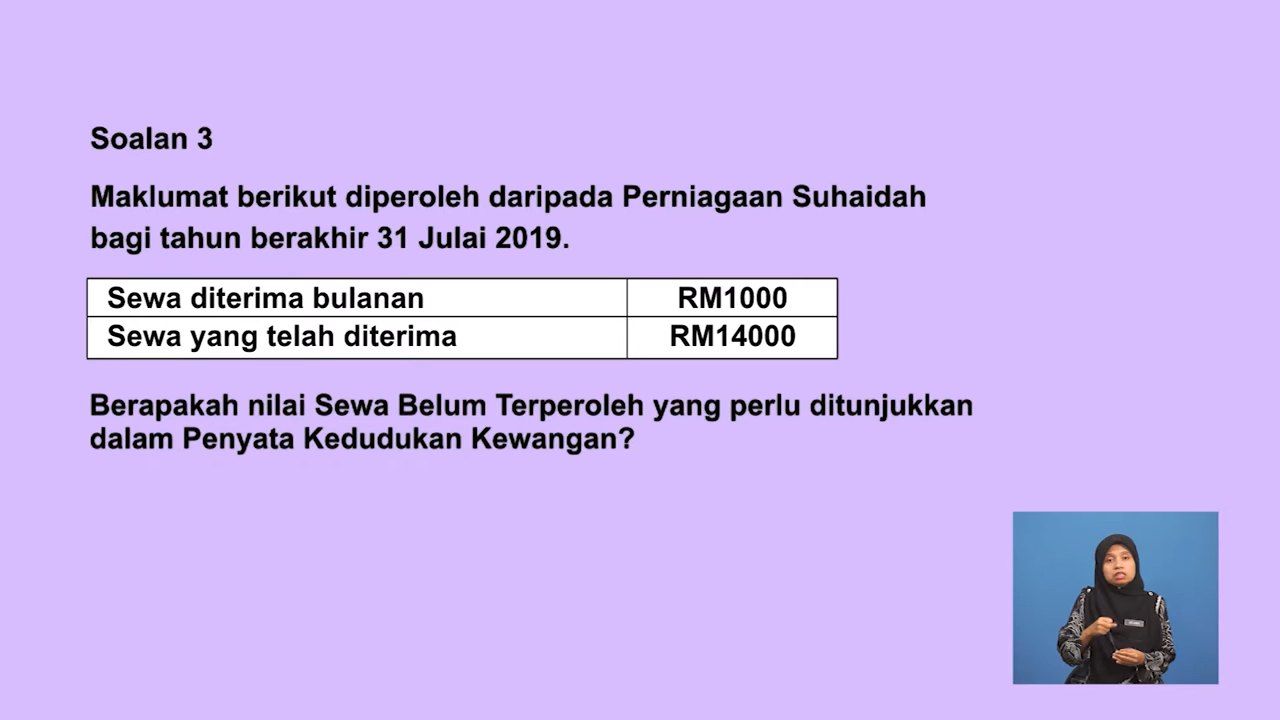 Soalan 3
Maklumat berikut diperoleh daripada Perniagaan Suhaidah
bagi tahun berakhir 31 Julai 2019.
Sewa diterima bulanan RM1000
Sewa yang telah diterima RM14000
Berapakah nilai Sewa Belum Terperoleh yang perlu ditunjukkan
dalam Penyata Kedudukan Kewangan?